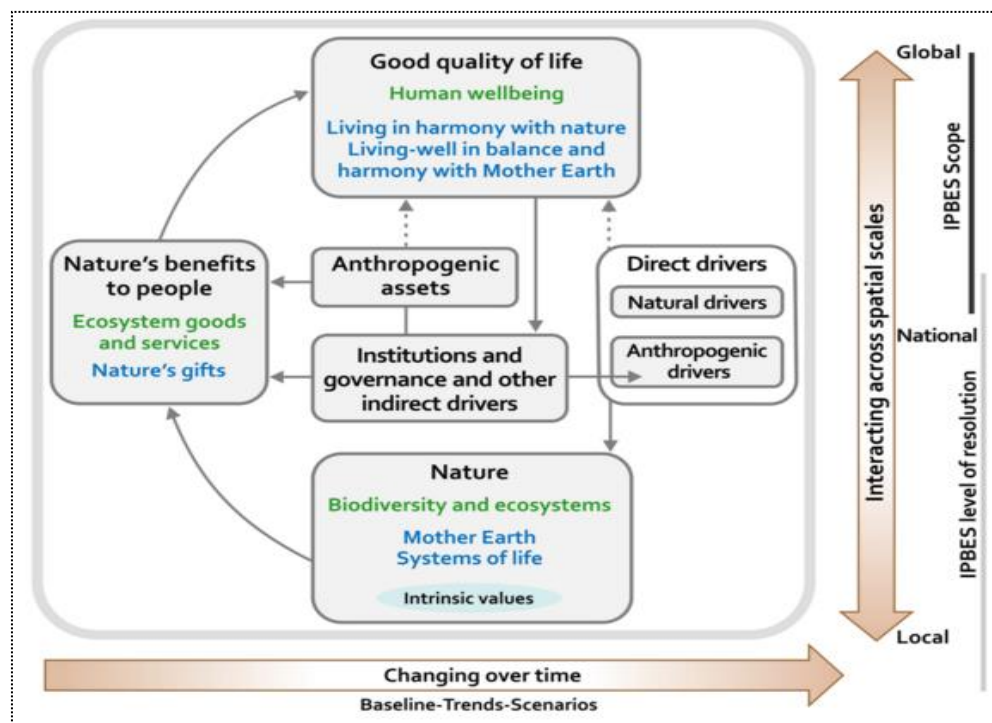 Good quality of life
Human wellbeing
Living in harmony with nature
Living-well in balance and
harmony with Mother Earth
Nature's benefits
to people
Ecosystem goods
and services
Nature's gifts
Anthropogenic
assets
Institutions and
governance and other
indirect drivers
Direct drivers
Natural drivers
Anthropogenic
drivers
Nature
Biodiversity and ecosystems
Mother Earth
Systems of life
Intrinsic values
Changing over time
Baseline-Trends-Scenarios
Interacting across spatial scales
Global
National
Local
IPBES Scope
IPBES level of resolution